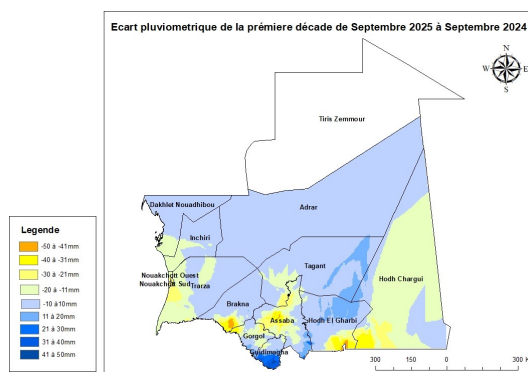 Ecart pluviometrique de la prémiere décade de Septembre 2025 à Septembre 2024
N
W
E
S
Tiris Zemmour
Dakhlet Nouadhibou
Adrar
Inchiri
Nouakchott Ouest
Nouakchott Sud
Trarza
Tagant
Hodh Chargui
Brakna
Assaba
Hodh El Gharbi
Gorgol
Guidimagha
Legende
-50 à -41mm
-40 à -31mm
-30 à -21mm
-20 à -11mm
-10 à10mm
11 à 20mm
21 à 30mm
31 à 40mm
41 à 50mm
300
150
0
300